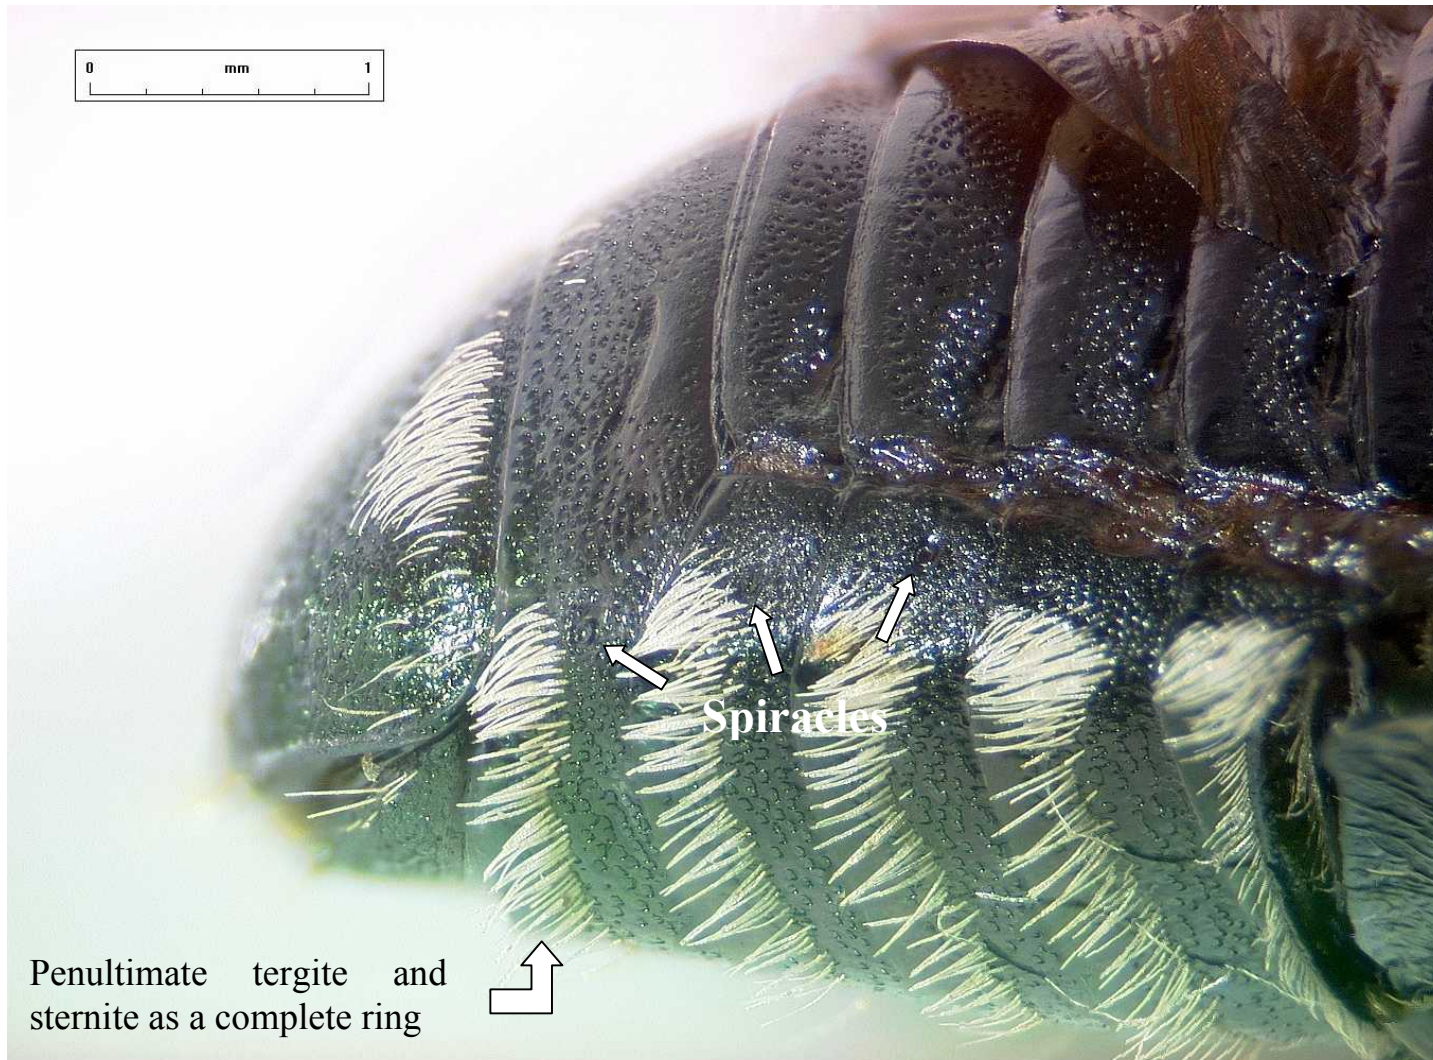 0 mm 1
Spiracles
Penultimate tergite and
sternite as a complete ring